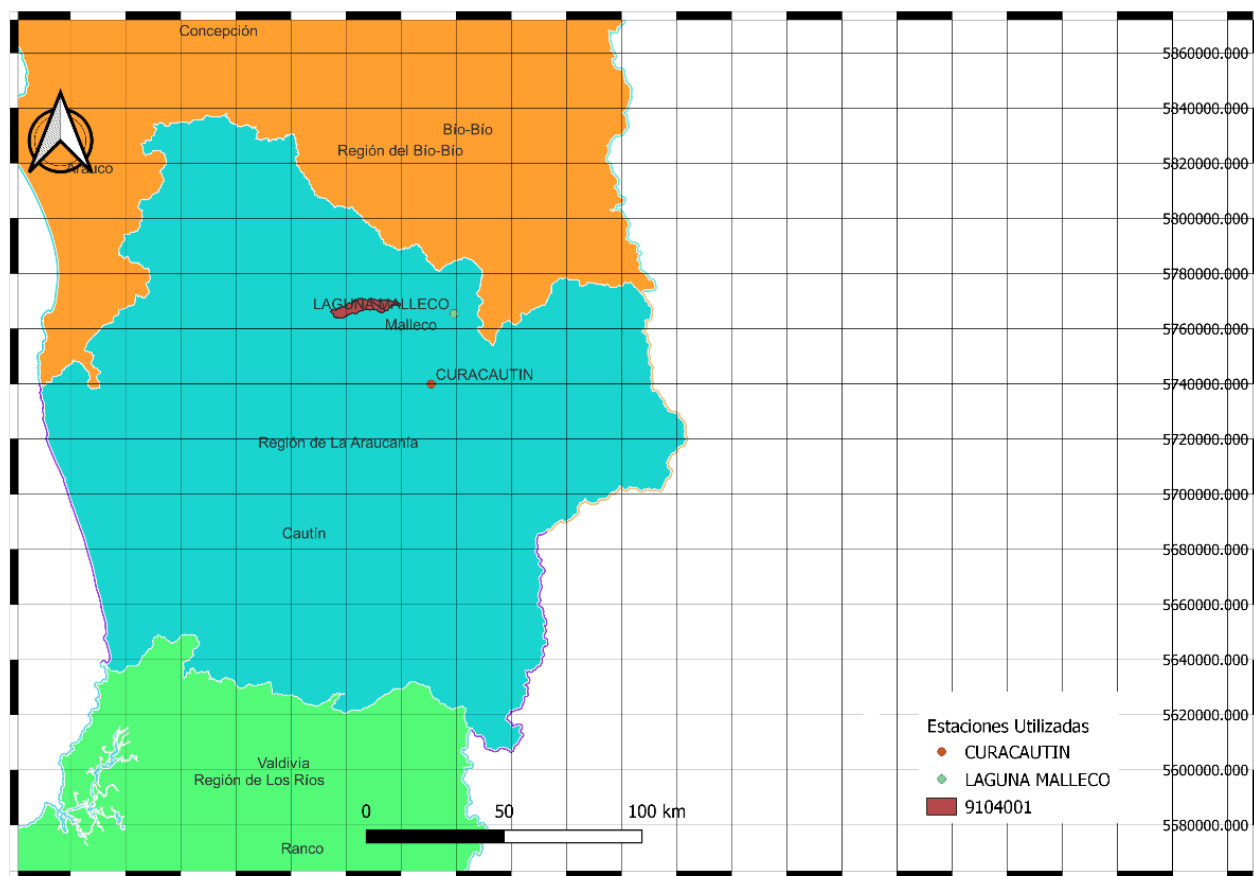 Concepción
5860000.000
5840000.000
Bío-Bío
Región del Bío-Bío
Arauco
5820000.000
5800000.000
5780000.000
LAGUNA MALLECO
Malleco
5760000.000
CURACAUTIN
5740000.000
Región de La Araucanía
5720000.000
5700000.000
Cautín
5680000.000
5660000.000
5640000.000
5620000.000
Estaciones Utilizadas
CURACAUTIN
LAGUNA MALLECO
9104001
Valdivia
Región de Los Ríos
5600000.000
0 50 100 km
5580000.000
Ranco